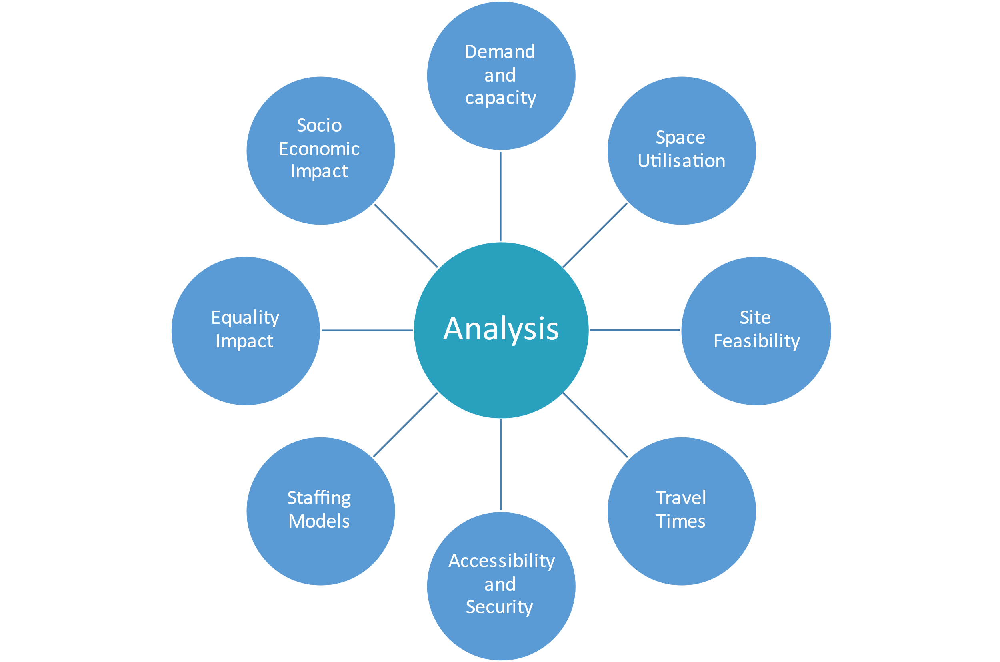 Demand
and
capacity
Space
Utilisation
Site
Feasibility
Travel
Times
Accessibility
and
Security
Staffing
Models
Equality
Impact
Socio
Economic
Impact
Analysis